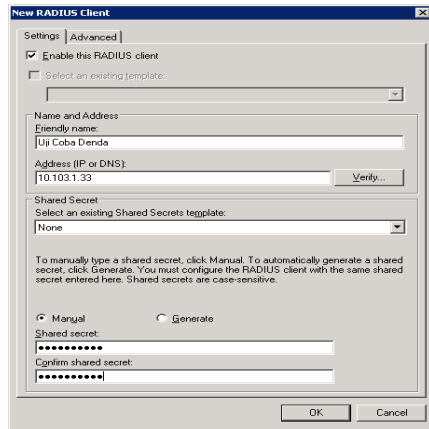 New RADIUS Client
Settings
Advanced
Enable this RADIUS client
Select an existing template:
Name and Address
Friendly name:
Uji Coba Denda
Address (IP or DNS):
10.103.1.33
Verify...
Shared Secret
Select an existing Shared Secrets template:
None
To manually type a shared secret, click Manual. To automatically generate a shared
secret, click Generate. You must configure the RADIUS client with the same shared
secret entered here. Shared secrets are case-sensitive.
Manual
Generate
Shared secret:
●●●●●●●●●●
Confirm shared secret:
●●●●●●●●●●
OK
Cancel